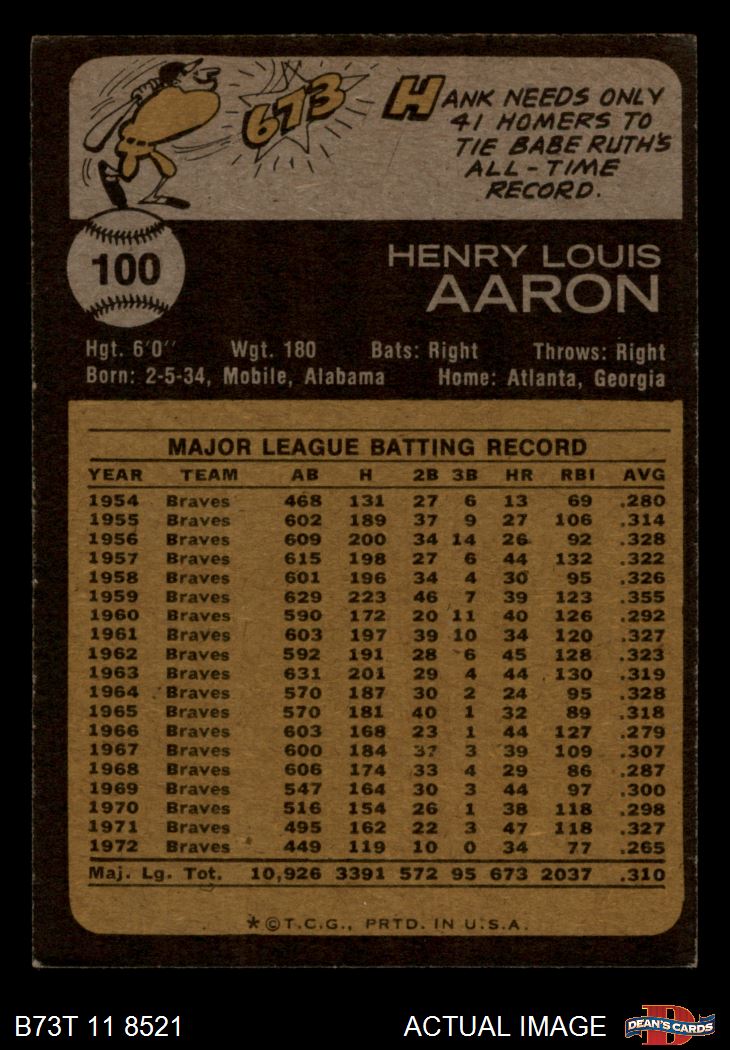 673
HANK NEEDS ONLY
41 HOMERS TO
TIE BABE RUTH'S
ALL-TIME
RECORD.
100
HENRY LOUIS
AARON
Hgt. 6'0'' Wgt. 180 Bats: Right Throws: Right
Born: 2-5-34, Mobile, Alabama Home: Atlanta, Georgia
MAJOR LEAGUE BATTING RECORD
YEAR TEAM AB H 2B 3B HR RBI AVG
1954 Braves 468 131 27 6 13 69 .280
1955 Braves 602 189 37 9 27 106 .314
1956 Braves 609 200 34 14 26 92 .328
1957 Braves 615 198 27 6 44 132 .322
1958 Braves 601 196 34 4 30 95 .326
1959 Braves 629 223 46 7 39 123 .355
1960 Braves 590 172 20 11 40 126 .292
1961 Braves 603 197 39 10 34 120 .327
1962 Braves 592 191 28 6 45 128 .323
1963 Braves 631 201 29 4 44 130 .319
1964 Braves 570 187 30 2 24 95 .328
1965 Braves 570 181 40 1 32 89 .318
1966 Braves 603 168 23 1 44 127 .279
1967 Braves 600 184 37 3 39 109 .307
1968 Braves 606 174 33 4 29 86 .287
1969 Braves 547 164 30 3 44 97 .300
1970 Braves 516 154 26 1 38 118 .298
1971 Braves 495 162 22 3 47 118 .327
1972 Braves 449 119 10 0 34 77 .265
Maj. Lg. Tot. 10,926 3391 572 95 673 2037 .310
*©T.C.G., PRTD. IN U.S.A.
B73T 11 8521 ACTUAL IMAGE
D
DEAN'S CARDS